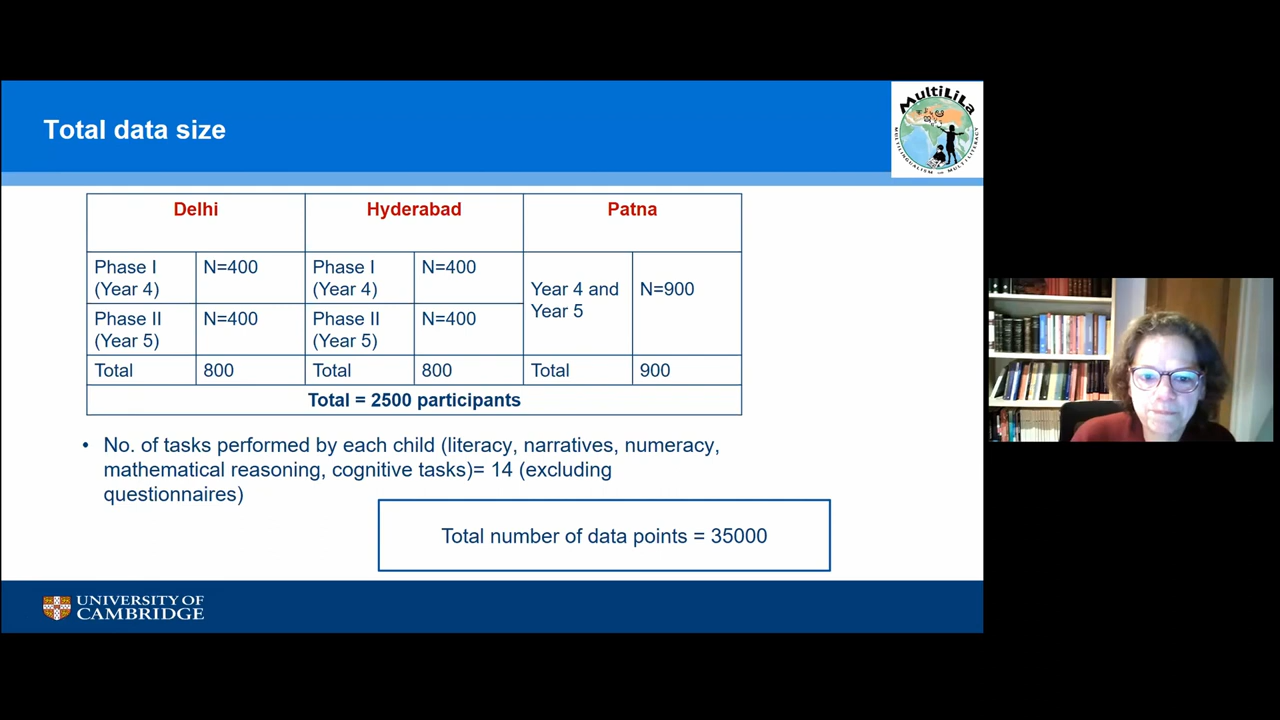 Total data size
MultiLiLa
MULTILINGUALISM
MULTILITERACY
Delhi
Hyderabad
Patna
Phase I
(Year 4)
N=400
Phase I
(Year 4)
N=400
Year 4 and
Year 5
N=900
Phase II
(Year 5)
N=400
Phase II
(Year 5)
N=400
Total
800
Total
800
Total
900
Total = 2500 participants
• No. of tasks performed by each child (literacy, narratives, numeracy,
mathematical reasoning, cognitive tasks)= 14 (excluding
questionnaires)
Total number of data points = 35000
UNIVERSITY OF
CAMBRIDGE